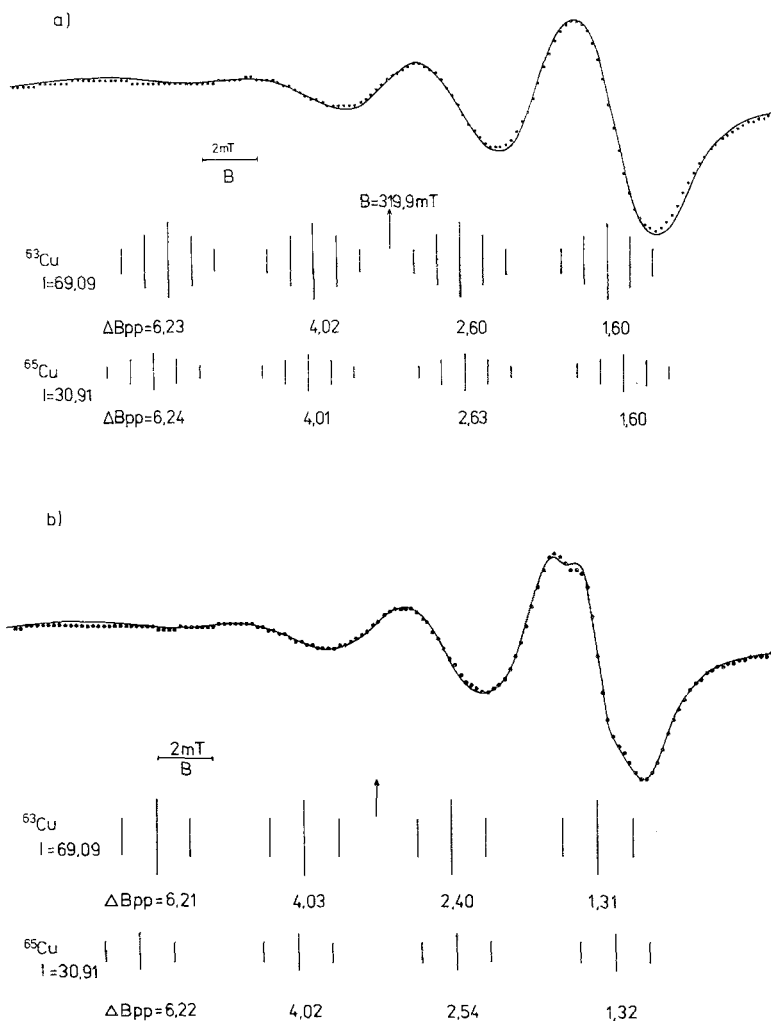 a)
2mT
B
B=319,9mT
⁶³Cu
I=69,09
ΔBpp=6,23 4,02 2,60 1,60
⁶⁵Cu
I=30,91
ΔBpp=6,24 4,01 2,63 1,60
b)
2mT
B
⁶³Cu
I=69,09
ΔBpp=6,21 4,03 2,40 1,31
⁶⁵Cu
I=30,91
ΔBpp=6,22 4,02 2,54 1,32